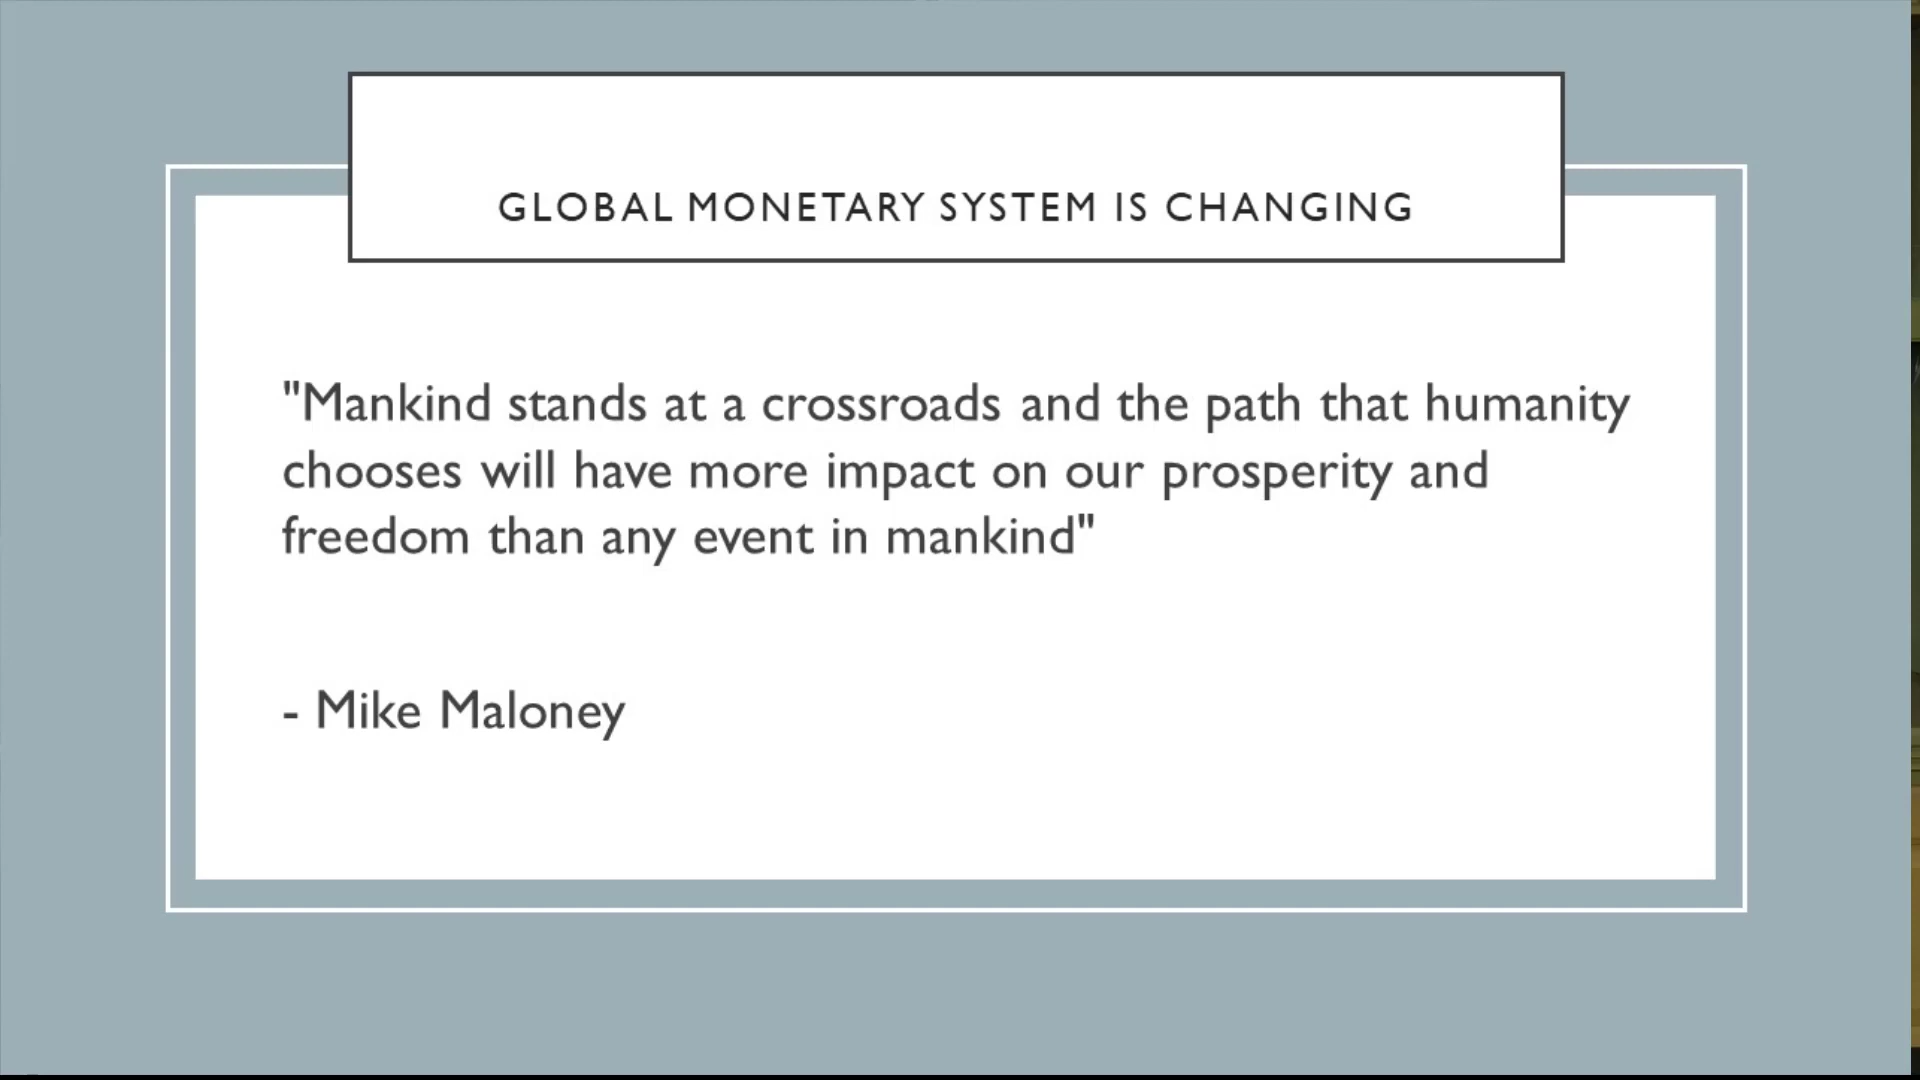 GLOBAL MONETARY SYSTEM IS CHANGING
"Mankind stands at a crossroads and the path that humanity
chooses will have more impact on our prosperity and
freedom than any event in mankind"
- Mike Maloney